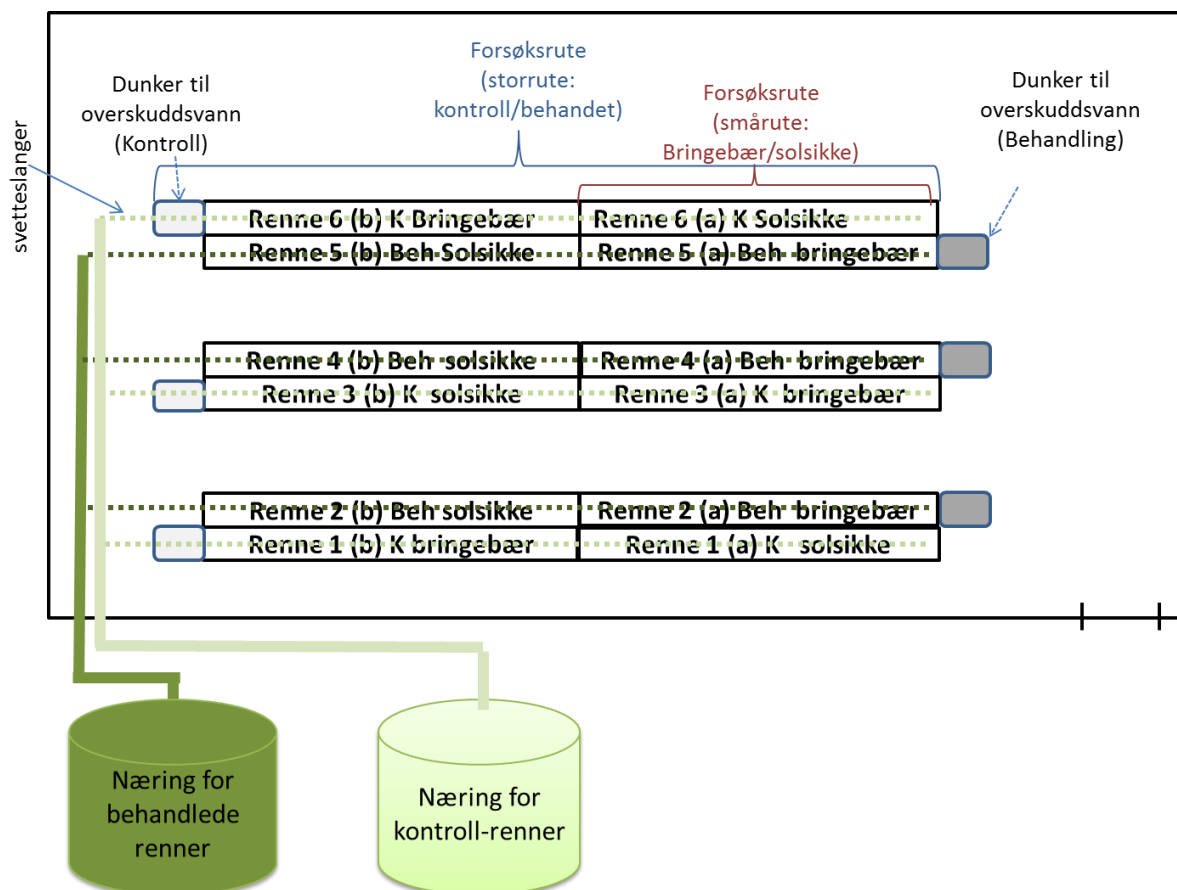 Forsøksrute
(storrute:
kontroll/behandet)
Dunker til
overskuddsvann
(Kontroll)
Forsøksrute
(smårute:
Bringebær/solsikke)
Dunker til
overskuddsvann
(Behandling)
svetteslanger
Renne 6 (b) K Bringebær
Renne 6 (a) K Solsikke
Renne 5 (b) Beh Solsikke
Renne 5 (a) Beh bringebær
Renne 4 (b) Beh solsikke
Renne 4 (a) Beh bringebær
Renne 3 (b) K solsikke
Renne 3 (a) K bringebær
Renne 2 (b) Beh solsikke
Renne 2 (a) Beh bringebær
Renne 1 (b) K bringebær
Renne 1 (a) K solsikke
Næring for
behandlede
renner
Næring for
kontroll-renner